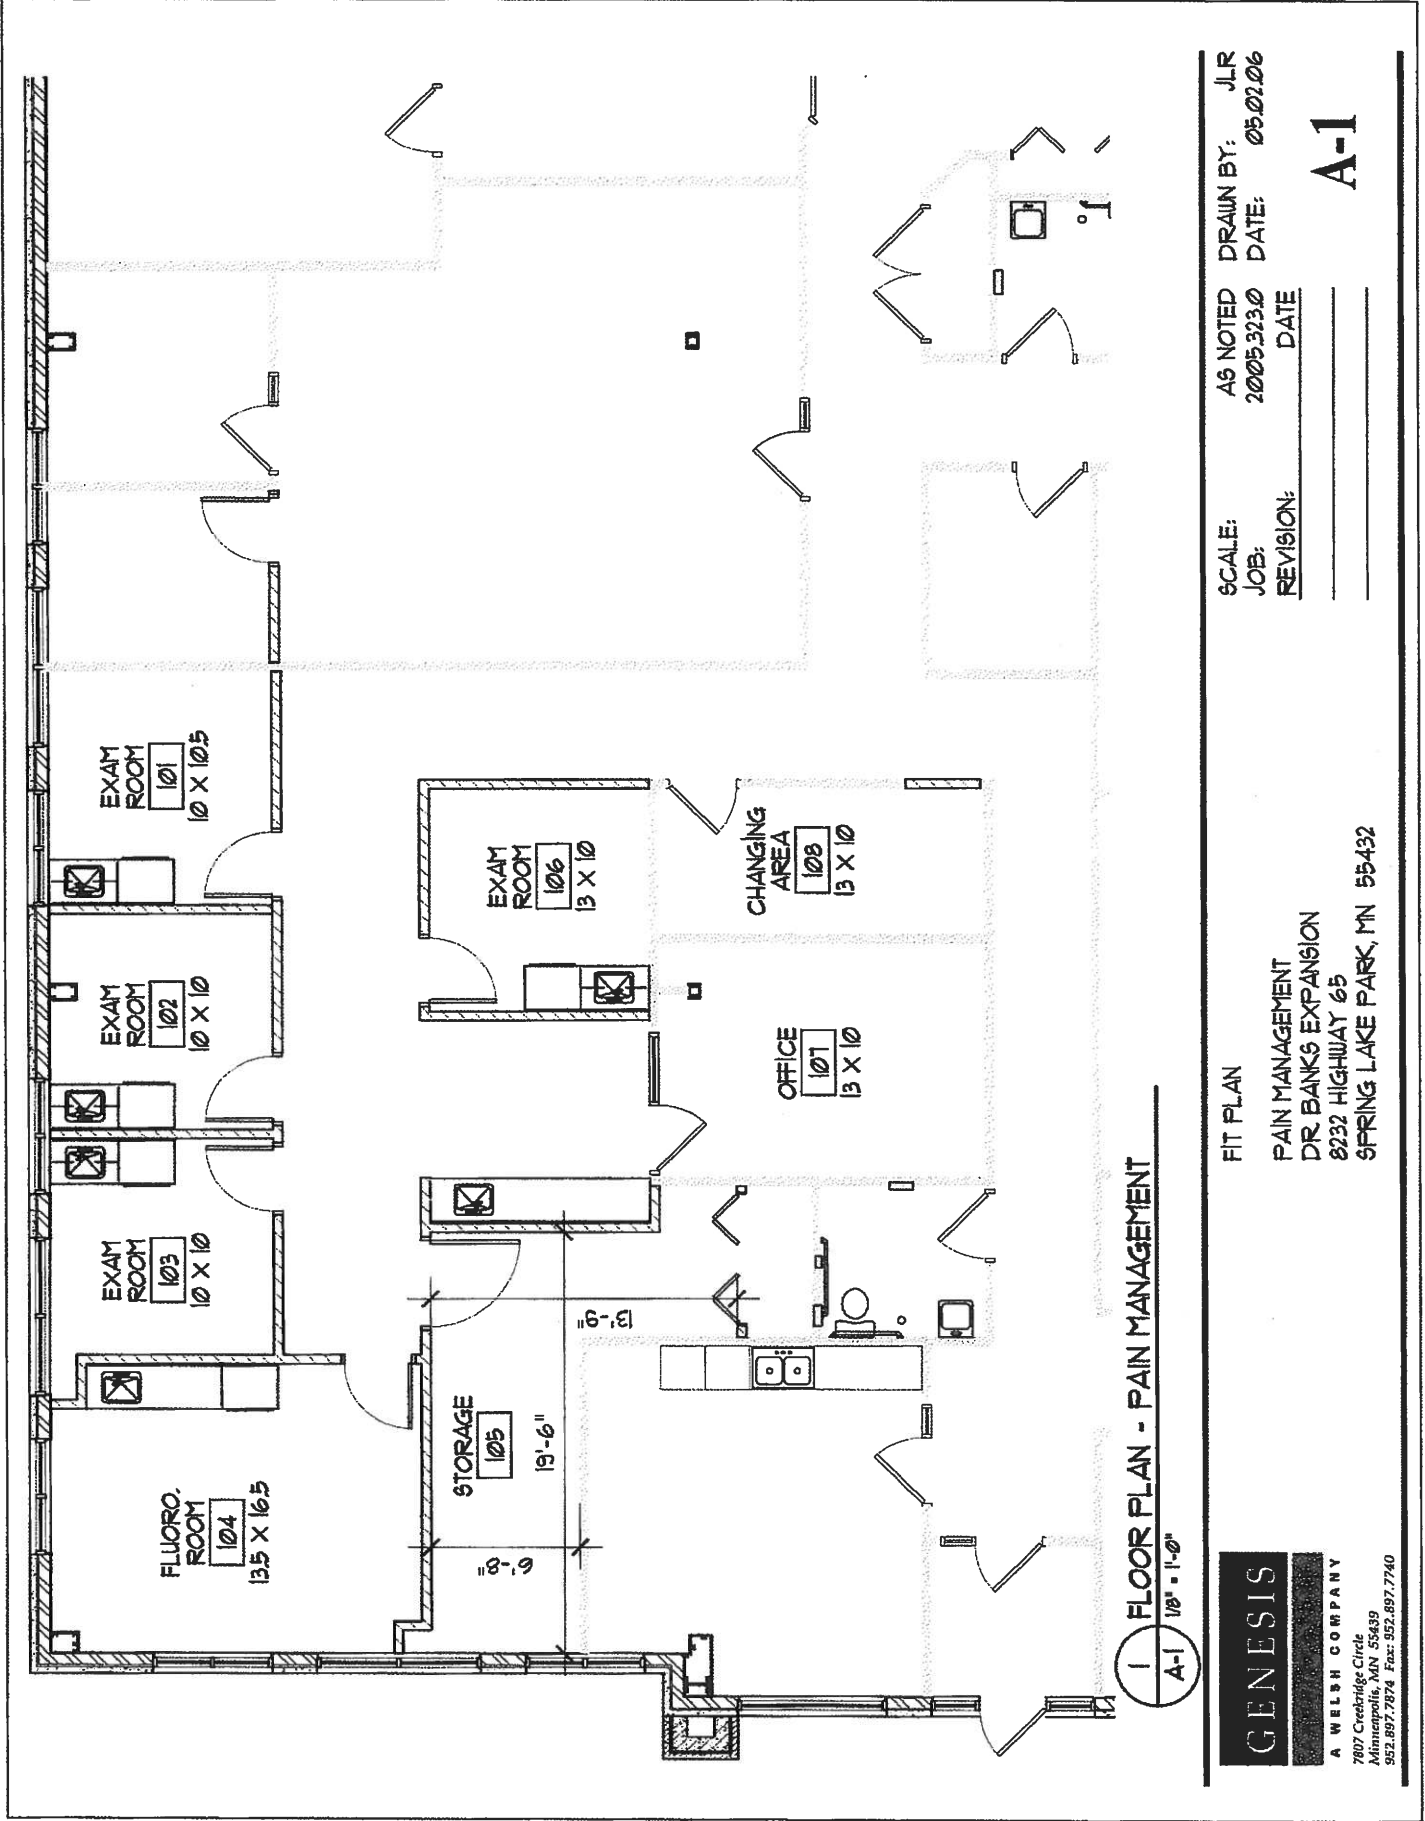 EXAM
ROOM
101
10 X 10.5
EXAM
ROOM
102
10 X 10
EXAM
ROOM
103
10 X 10
FLUORO.
ROOM
104
13.5 X 16.5
STORAGE
105
19'-6"
6'-8"
13'-9"
EXAM
ROOM
106
13 X 10
OFFICE
107
13 X 10
CHANGING
AREA
108
13 X 10
1
A-1
FLOOR PLAN - PAIN MANAGEMENT
1/8" = 1'-0"
GENESIS
A WELSH COMPANY
7807 Creekridge Circle
Minneapolis, MN 55439
952.897.7874 Fax: 952.897.7740
FIT PLAN
PAIN MANAGEMENT
DR BANKS EXPANSION
8232 HIGHWAY 65
SPRING LAKE PARK, MN 55432
SCALE: AS NOTED DRAWN BY: JLR
JOB: 2005.323.0 DATE: 05.02.06
REVISION: DATE
A-1